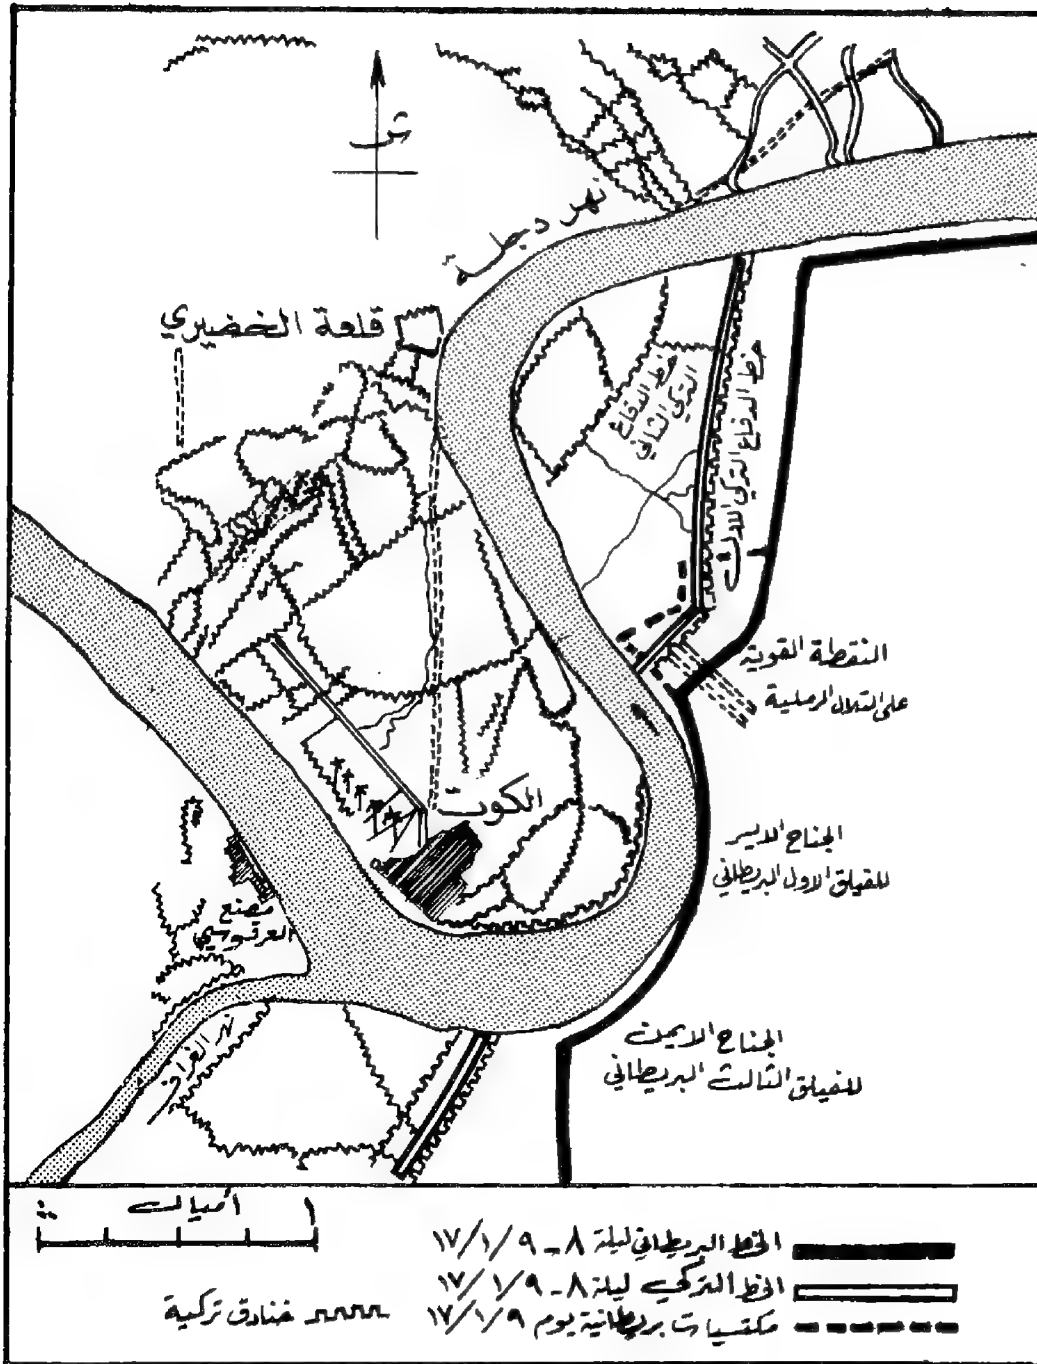 ش
نهر دجلة
قلعة الخضيري
خط الدفاع
التركي الثاني
خط الدفاع التركي الاول
النقطة القوية
على التلال الرملية
الكوت
الجناح الايسر
للفيلق الاول البريطاني
مصنع
العرقوسي
الجناح الايمن
للفيلق الثالث البريطاني
نهر الغراف
أميال
١
الخط البريطاني ليلة ٨ - ١٧/١/٩
الخط التركي ليلة ٨ - ١٧/١/٩
مكتسبات بريطانية يوم ١٧/١/٩
خنادق تركية